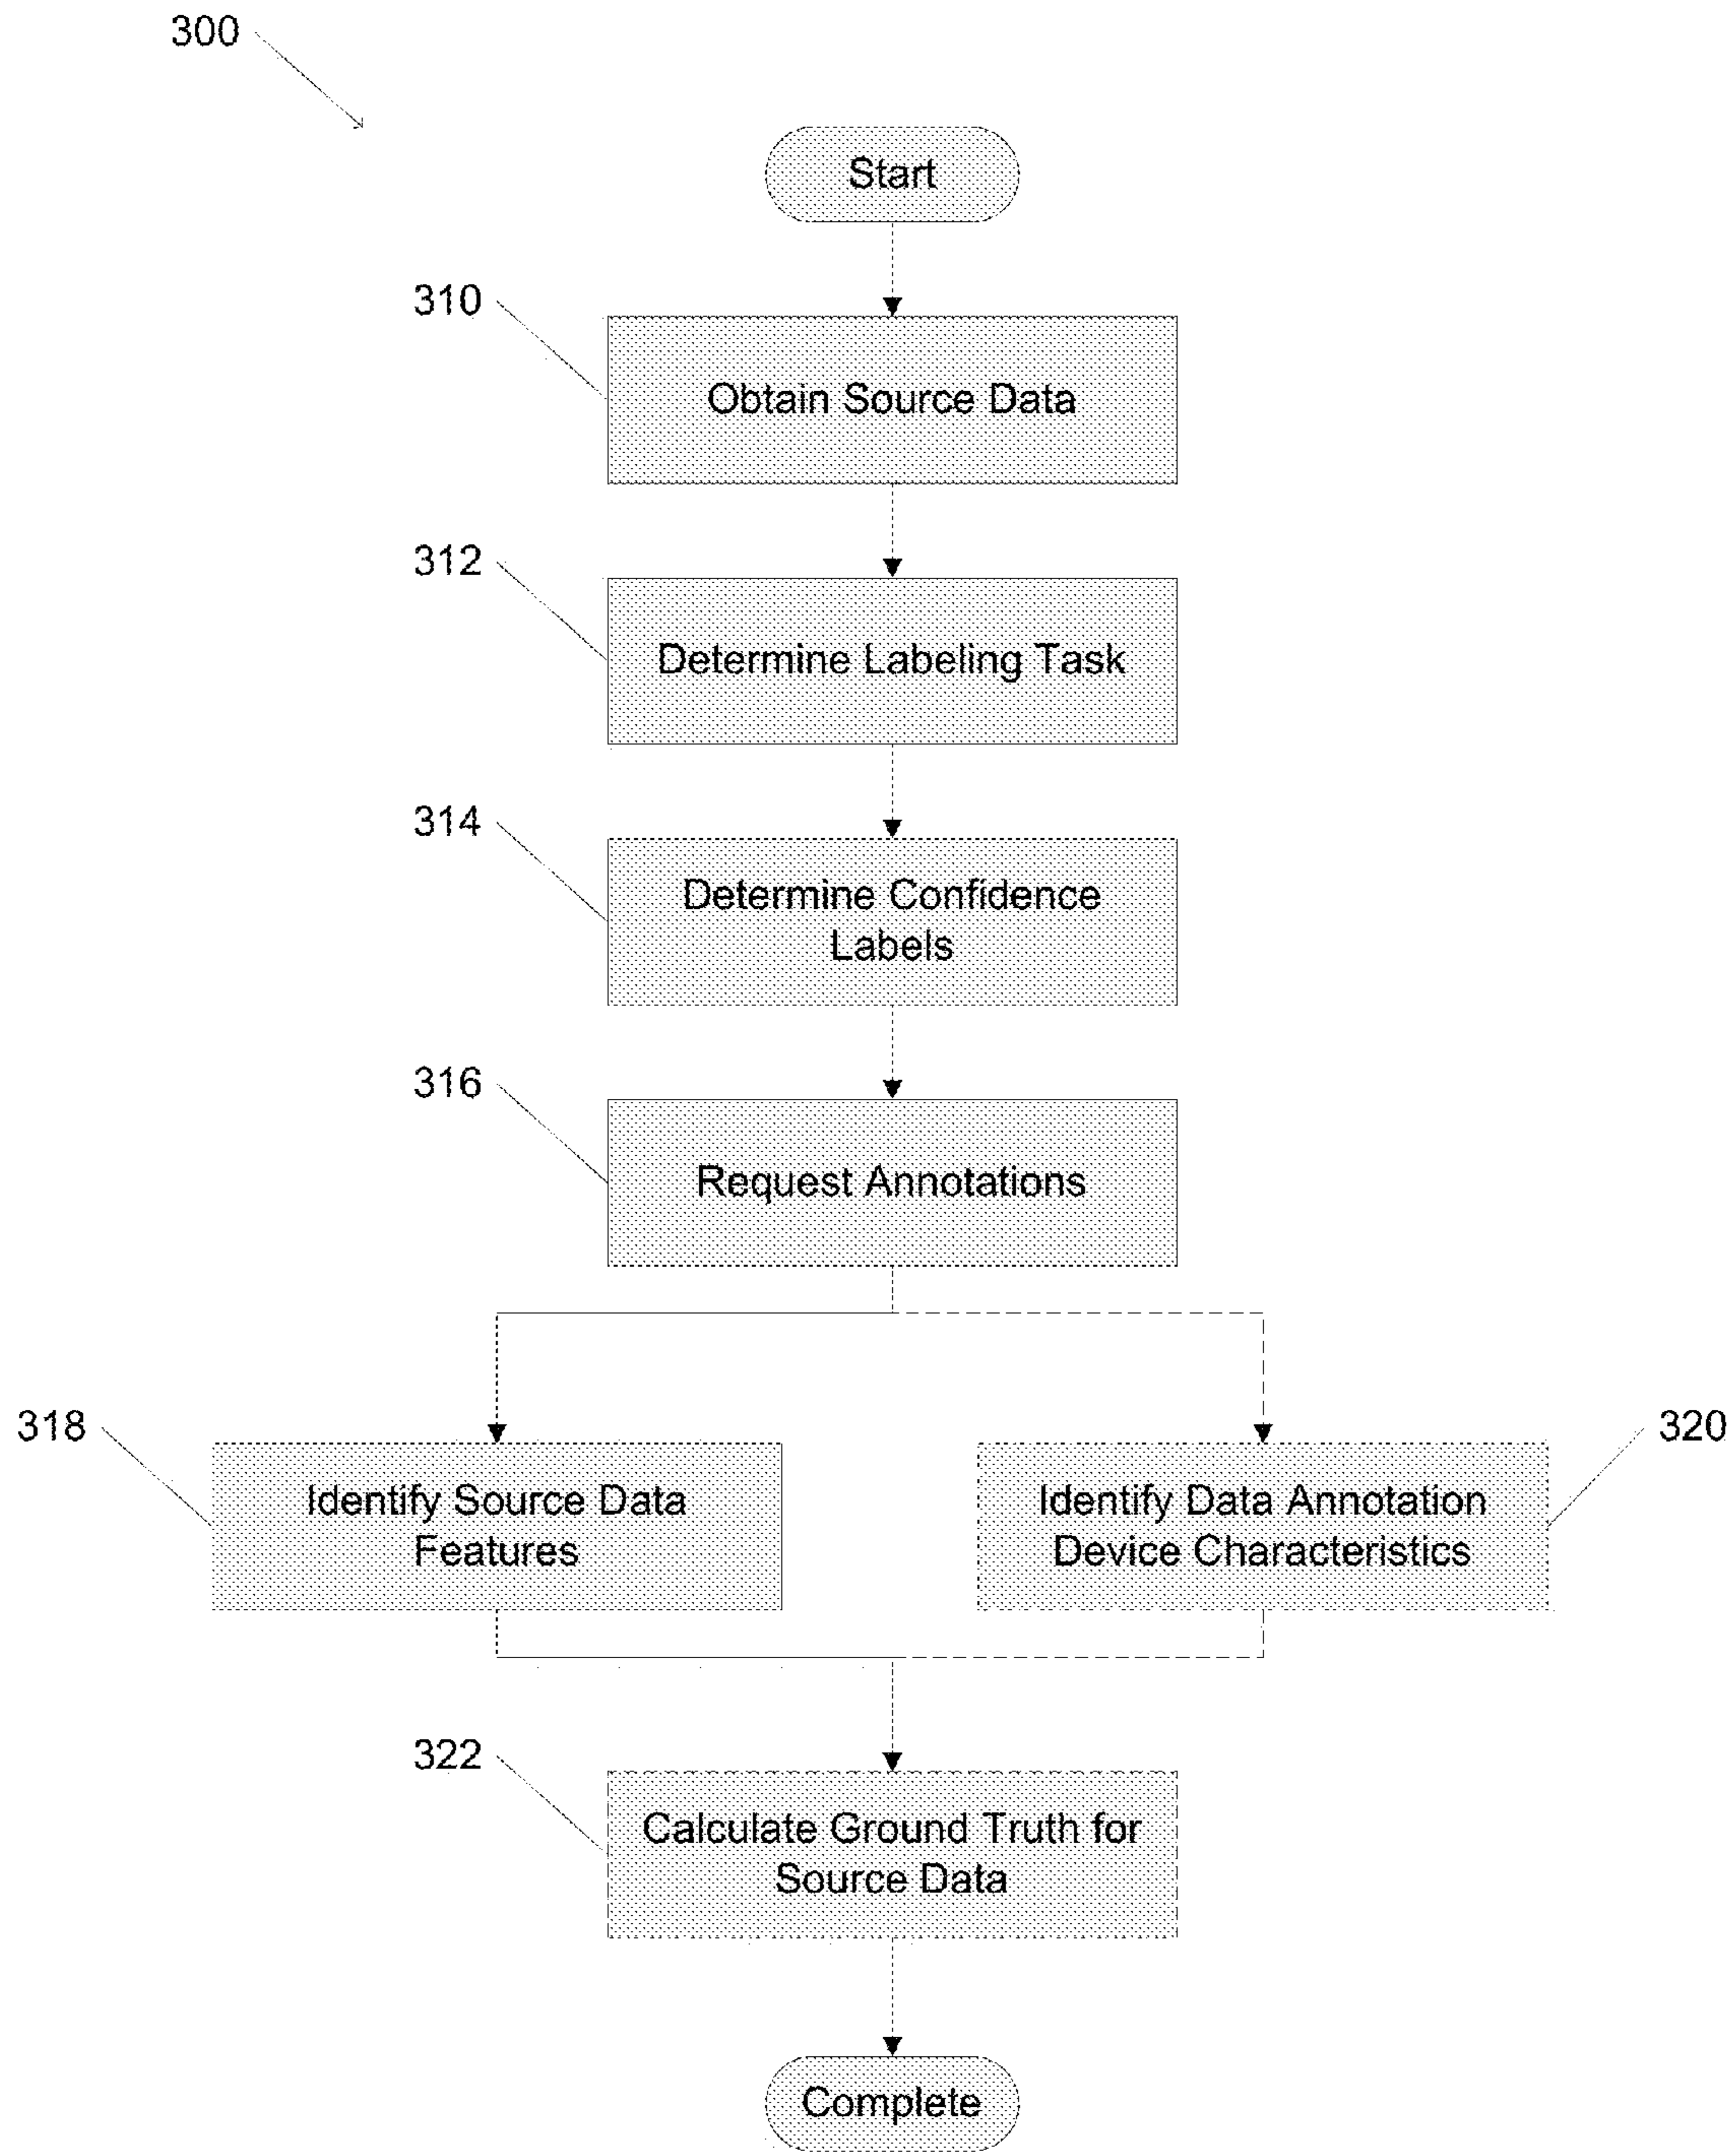 300
Start
310
Obtain Source Data
312
Determine Labeling Task
314
Determine Confidence
Labels
316
Request Annotations
318
Identify Source Data
Features
320
Identify Data Annotation
Device Characteristics
322
Calculate Ground Truth for
Source Data
Complete